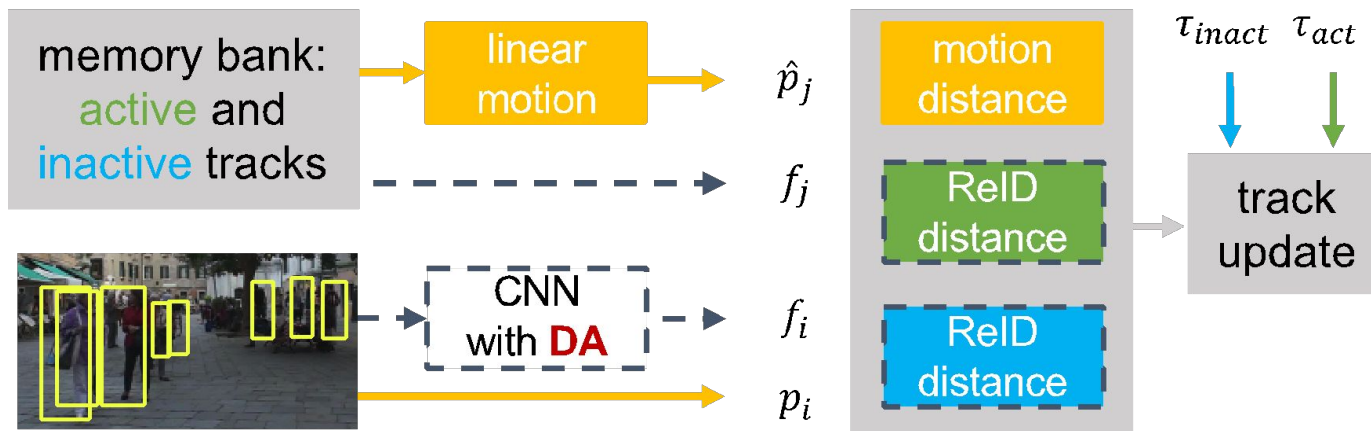 memory bank:
active and
inactive tracks
linear
motion
p̂_j
f_j
CNN
with DA
f_i
p_i
motion
distance
ReID
distance
ReID
distance
τ_inact τ_act
track
update